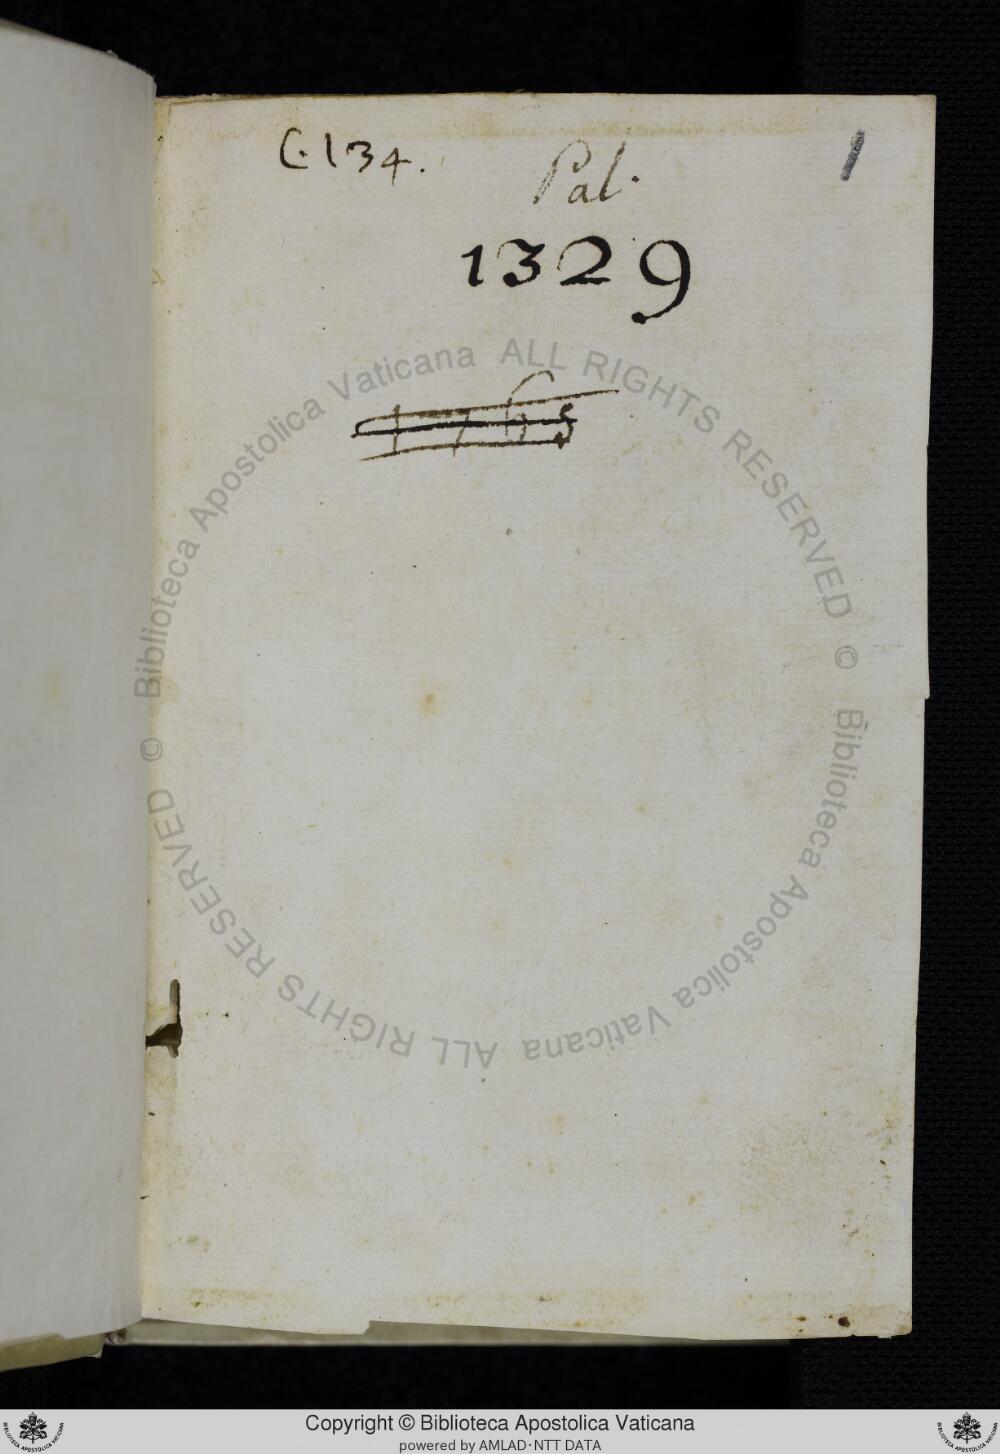 C. 134.
Pal.
1
1329
1765
© Biblioteca Apostolica Vaticana ALL RIGHTS RESERVED
© Biblioteca Apostolica Vaticana ALL RIGHTS RESERVED
Copyright © Biblioteca Apostolica Vaticana
powered by AMLAD·NTT DATA